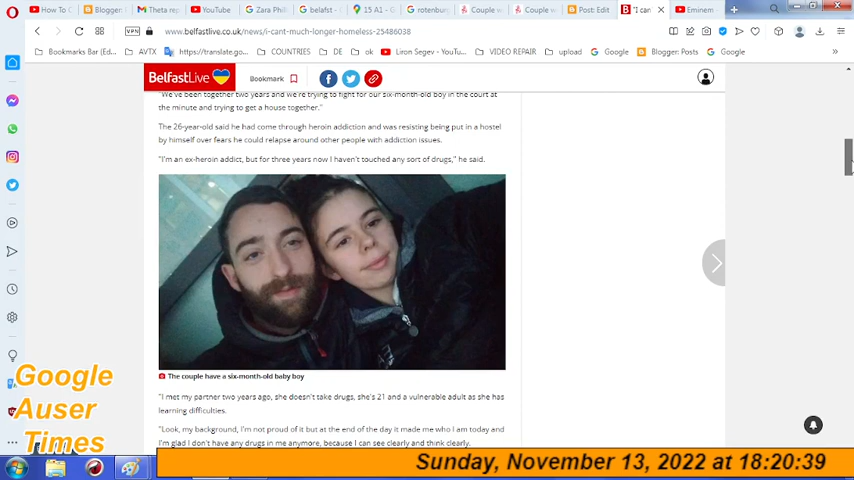 How To C
Blogger:
Theta rep
YouTube
Zara Phil
belafst -
15 A1 - G
rotenbur
Couple w
Couple w
Post: Edit
"I can
Eminem
VPN
www.belfastlive.co.uk/news/i-cant-much-longer-homeless-25486038
Bookmarks Bar (Ed...
AVTX
https://translate.go...
COUNTRIES
DE
ok
Liron Segev - YouTu...
VIDEO REPAIR
upload
Google
Blogger: Posts
Google
BelfastLive
Bookmark
"We've been together two years and we're trying to fight for our six-month-old boy in the court at
the minute and trying to get a house together."
The 26-year-old said he had come through heroin addiction and was resisting being put in a hostel
by himself over fears he could relapse around other people with addiction issues.
"I'm an ex-heroin addict, but for three years now I haven't touched any sort of drugs," he said.
The couple have a six-month-old baby boy
"I met my partner two years ago, she doesn't take drugs, she's 21 and a vulnerable adult as she has
learning difficulties.
"Look, my background, I'm not proud of it but at the end of the day it made me who I am today and
I'm glad I don't have any drugs in me anymore, because I can see clearly and think clearly.
Google
Auser
Times
Sunday, November 13, 2022 at 18:20:39